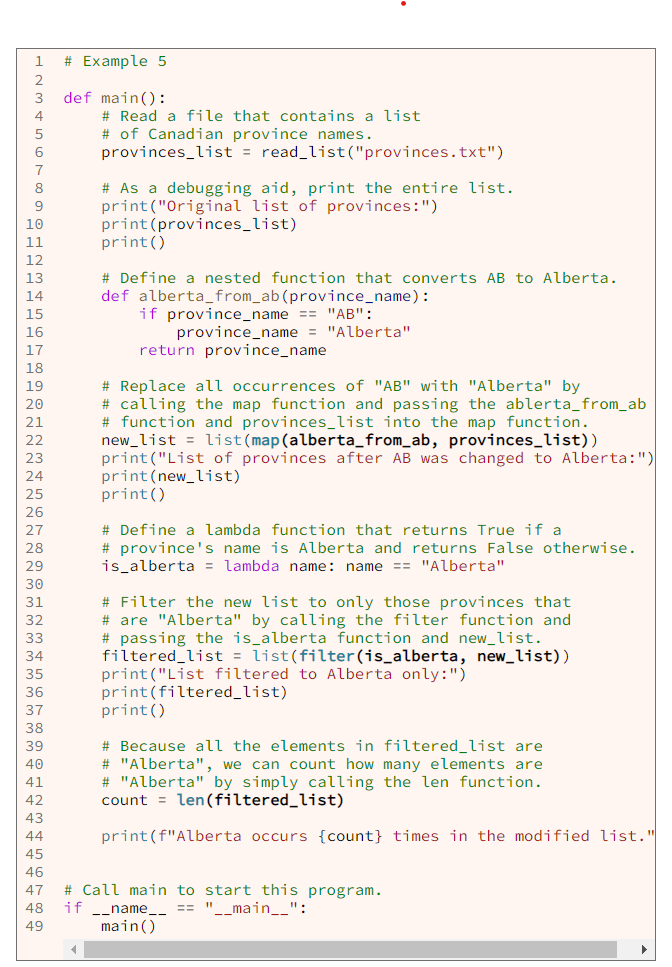 1 # Example 5
2
3 def main():
4     # Read a file that contains a list
5     # of Canadian province names.
6     provinces_list = read_list("provinces.txt")
7
8     # As a debugging aid, print the entire list.
9     print("Original list of provinces:")
10     print(provinces_list)
11     print()
12
13     # Define a nested function that converts AB to Alberta.
14     def alberta_from_ab(province_name):
15         if province_name == "AB":
16             province_name = "Alberta"
17         return province_name
18
19     # Replace all occurrences of "AB" with "Alberta" by
20     # calling the map function and passing the ablerta_from_ab
21     # function and provinces_list into the map function.
22     new_list = list(map(alberta_from_ab, provinces_list))
23     print("List of provinces after AB was changed to Alberta:")
24     print(new_list)
25     print()
26
27     # Define a lambda function that returns True if a
28     # province's name is Alberta and returns False otherwise.
29     is_alberta = lambda name: name == "Alberta"
30
31     # Filter the new list to only those provinces that
32     # are "Alberta" by calling the filter function and
33     # passing the is_alberta function and new_list.
34     filtered_list = list(filter(is_alberta, new_list))
35     print("List filtered to Alberta only:")
36     print(filtered_list)
37     print()
38
39     # Because all the elements in filtered_list are
40     # "Alberta", we can count how many elements are
41     # "Alberta" by simply calling the len function.
42     count = len(filtered_list)
43
44     print(f"Alberta occurs {count} times in the modified list."
45
46
47 # Call main to start this program.
48 if __name__ == "__main__":
49     main()